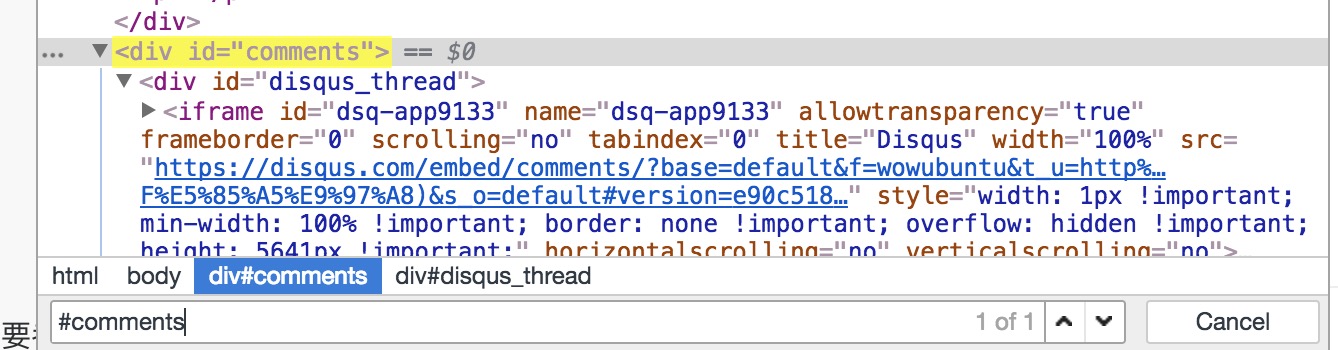 </div>
... ▼<div id="comments"> == $0
▼<div id="disqus_thread">
▶<iframe id="dsq-app9133" name="dsq-app9133" allowtransparency="true"
frameborder="0" scrolling="no" tabindex="0" title="Disqus" width="100%" src=
"https://disqus.com/embed/comments/?base=default&f=wowubuntu&t_u=http%…
F%E5%85%A5%E9%97%A8)&s_o=default#version=e90c518…" style="width: 1px !important;
min-width: 100% !important; border: none !important; overflow: hidden !important;
height: 5641px !important;" horizontalscrolling="no" verticalscrolling="no">
html body div#comments div#disqus_thread
#comments 1 of 1 Cancel
要